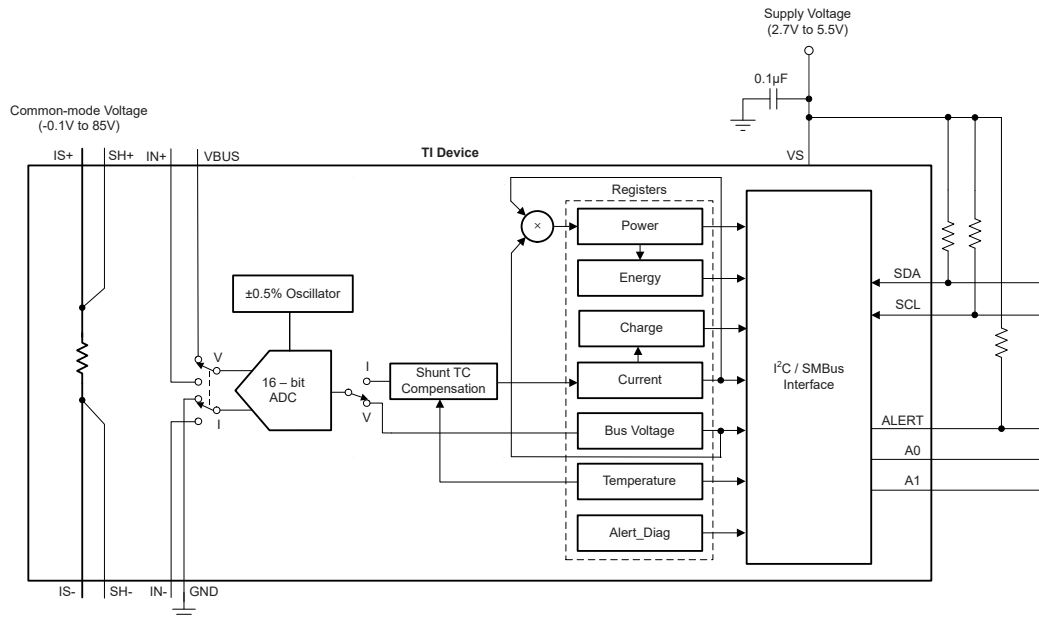 Supply Voltage
(2.7V to 5.5V)
0.1µF
Common-mode Voltage
(-0.1V to 85V)
IS+ SH+ IN+ VBUS
TI Device
VS
Registers
×
Power
Energy
±0.5% Oscillator
Charge
Current
Bus Voltage
Temperature
Alert_Diag
V
I
16 – bit
ADC
I
V
Shunt TC
Compensation
I²C / SMBus
Interface
SDA
SCL
ALERT
A0
A1
IS- SH- IN- GND